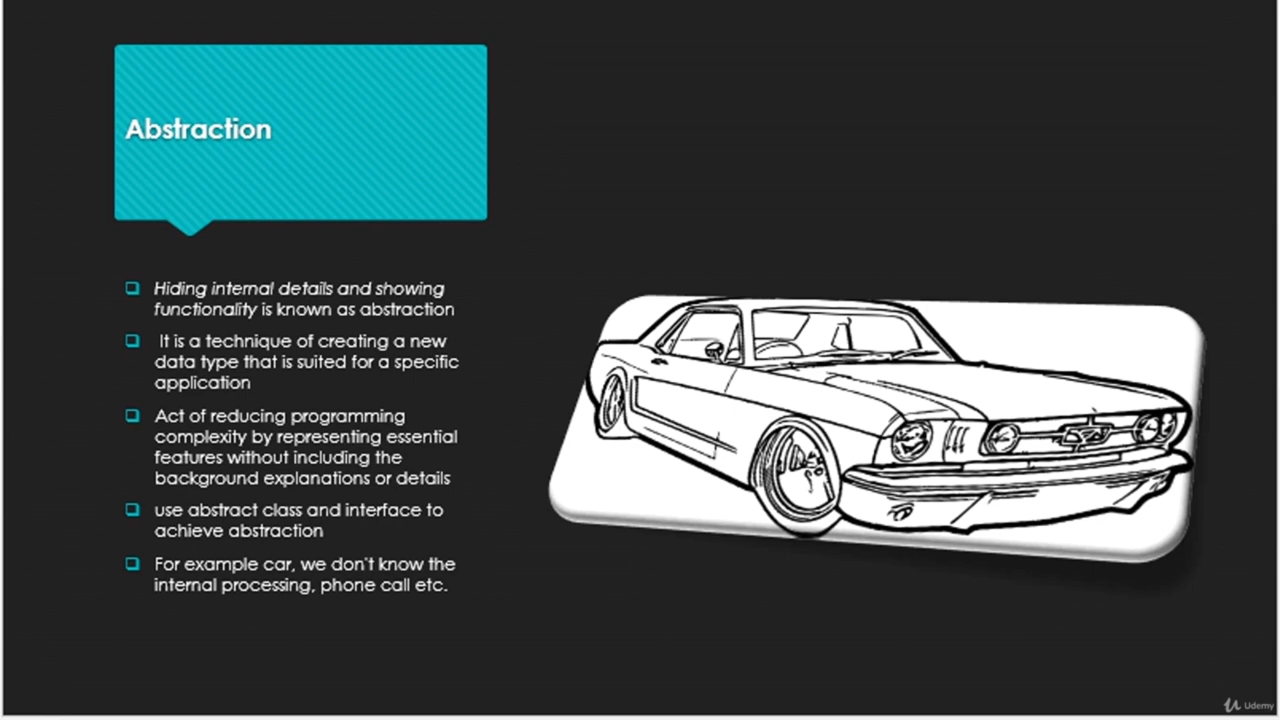 Abstraction
Hiding internal details and showing
functionality is known as abstraction
It is a technique of creating a new
data type that is suited for a specific
application
Act of reducing programming
complexity by representing essential
features without including the
background explanations or details
use abstract class and interface to
achieve abstraction
For example car, we don't know the
internal processing, phone call etc.
Udemy